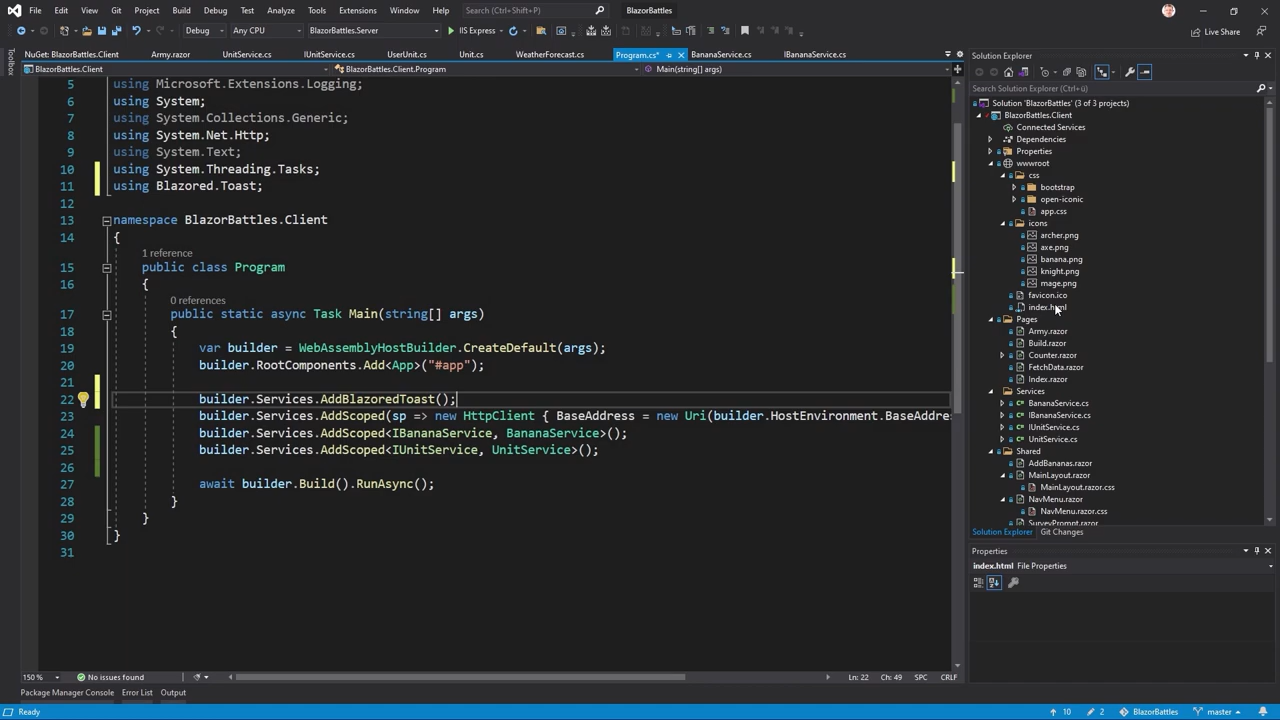 File Edit View Git Project Build Debug Test Analyze Tools Extensions Window Help Search (Ctrl+Q) BlazorBattles
Debug Any CPU BlazorBattles.Server IIS Express Live Share
NuGet: BlazorBattles.Client Army.razor UnitService.cs IUnitService.cs UserUnit.cs Unit.cs WeatherForecast.cs Program.cs* BananaService.cs IBananaService.cs
BlazorBattles.Client BlazorBattles.Client.Program Main(string[] args)
Toolbox
5 using Microsoft.Extensions.Logging;
6 using System;
7 using System.Collections.Generic;
8 using System.Net.Http;
9 using System.Text;
10 using System.Threading.Tasks;
11 using Blazored.Toast;
12
13 namespace BlazorBattles.Client
14 {
1 reference
15 public class Program
16 {
0 references
17 public static async Task Main(string[] args)
18 {
19 var builder = WebAssemblyHostBuilder.CreateDefault(args);
20 builder.RootComponents.Add<App>("#app");
21
22 builder.Services.AddBlazoredToast();
23 builder.Services.AddScoped(sp => new HttpClient { BaseAddress = new Uri(builder.HostEnvironment.BaseAddre
24 builder.Services.AddScoped<IBananaService, BananaService>();
25 builder.Services.AddScoped<IUnitService, UnitService>();
26
27 await builder.Build().RunAsync();
28 }
29 }
30 }
31
150 % No issues found Ln: 22 Ch: 49 SPC CRLF
Package Manager Console Error List Output
Solution Explorer
Search Solution Explorer (Ctrl+ü)
Solution 'BlazorBattles' (3 of 3 projects)
BlazorBattles.Client
Connected Services
Dependencies
Properties
wwwroot
css
bootstrap
open-iconic
app.css
icons
archer.png
axe.png
banana.png
knight.png
mage.png
favicon.ico
index.html
Pages
Army.razor
Build.razor
Counter.razor
FetchData.razor
Index.razor
Services
BananaService.cs
IBananaService.cs
IUnitService.cs
UnitService.cs
Shared
AddBananas.razor
MainLayout.razor
MainLayout.razor.css
NavMenu.razor
NavMenu.razor.css
SurveyPrompt.razor
Solution Explorer Git Changes
Properties
index.html File Properties
Ready 10 2 BlazorBattles master